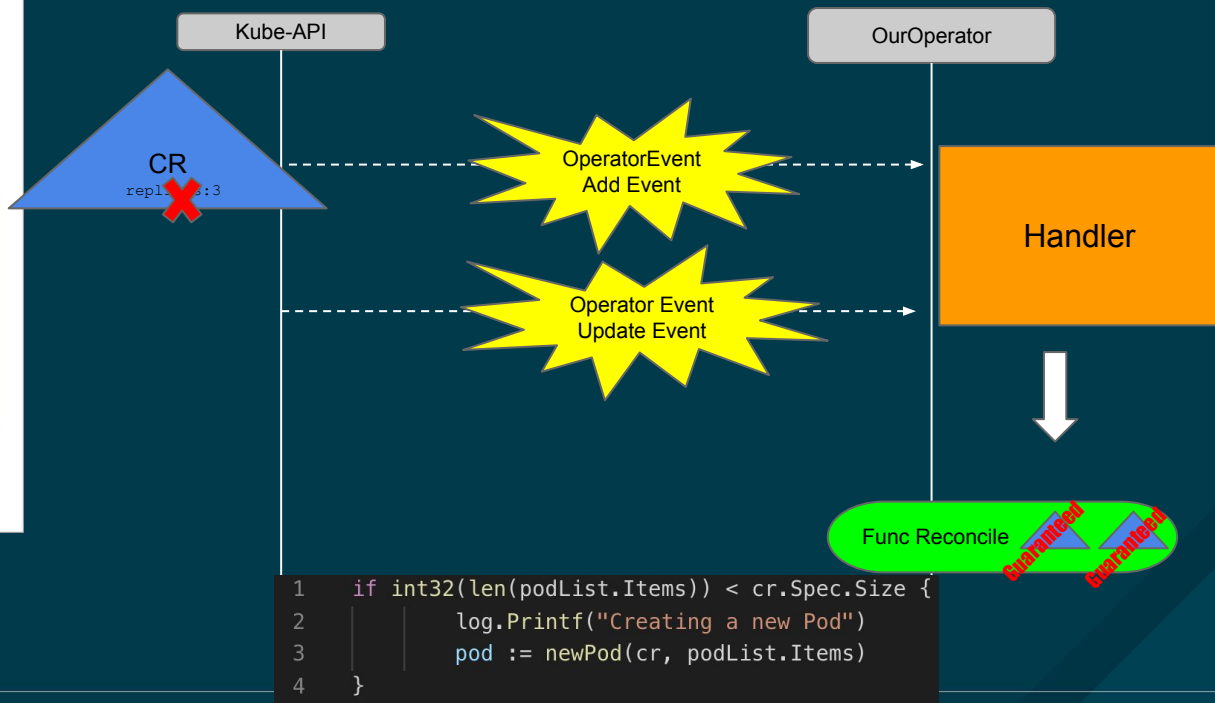 Kube-API
OurOperator
CR
:3
OperatorEvent
Add Event
Handler
Operator Event
Update Event
Func Reconcile
Guaranteed
Guaranteed
1 if int32(len(podList.Items)) < cr.Spec.Size {
2 log.Printf("Creating a new Pod")
3 pod := newPod(cr, podList.Items)
4 }